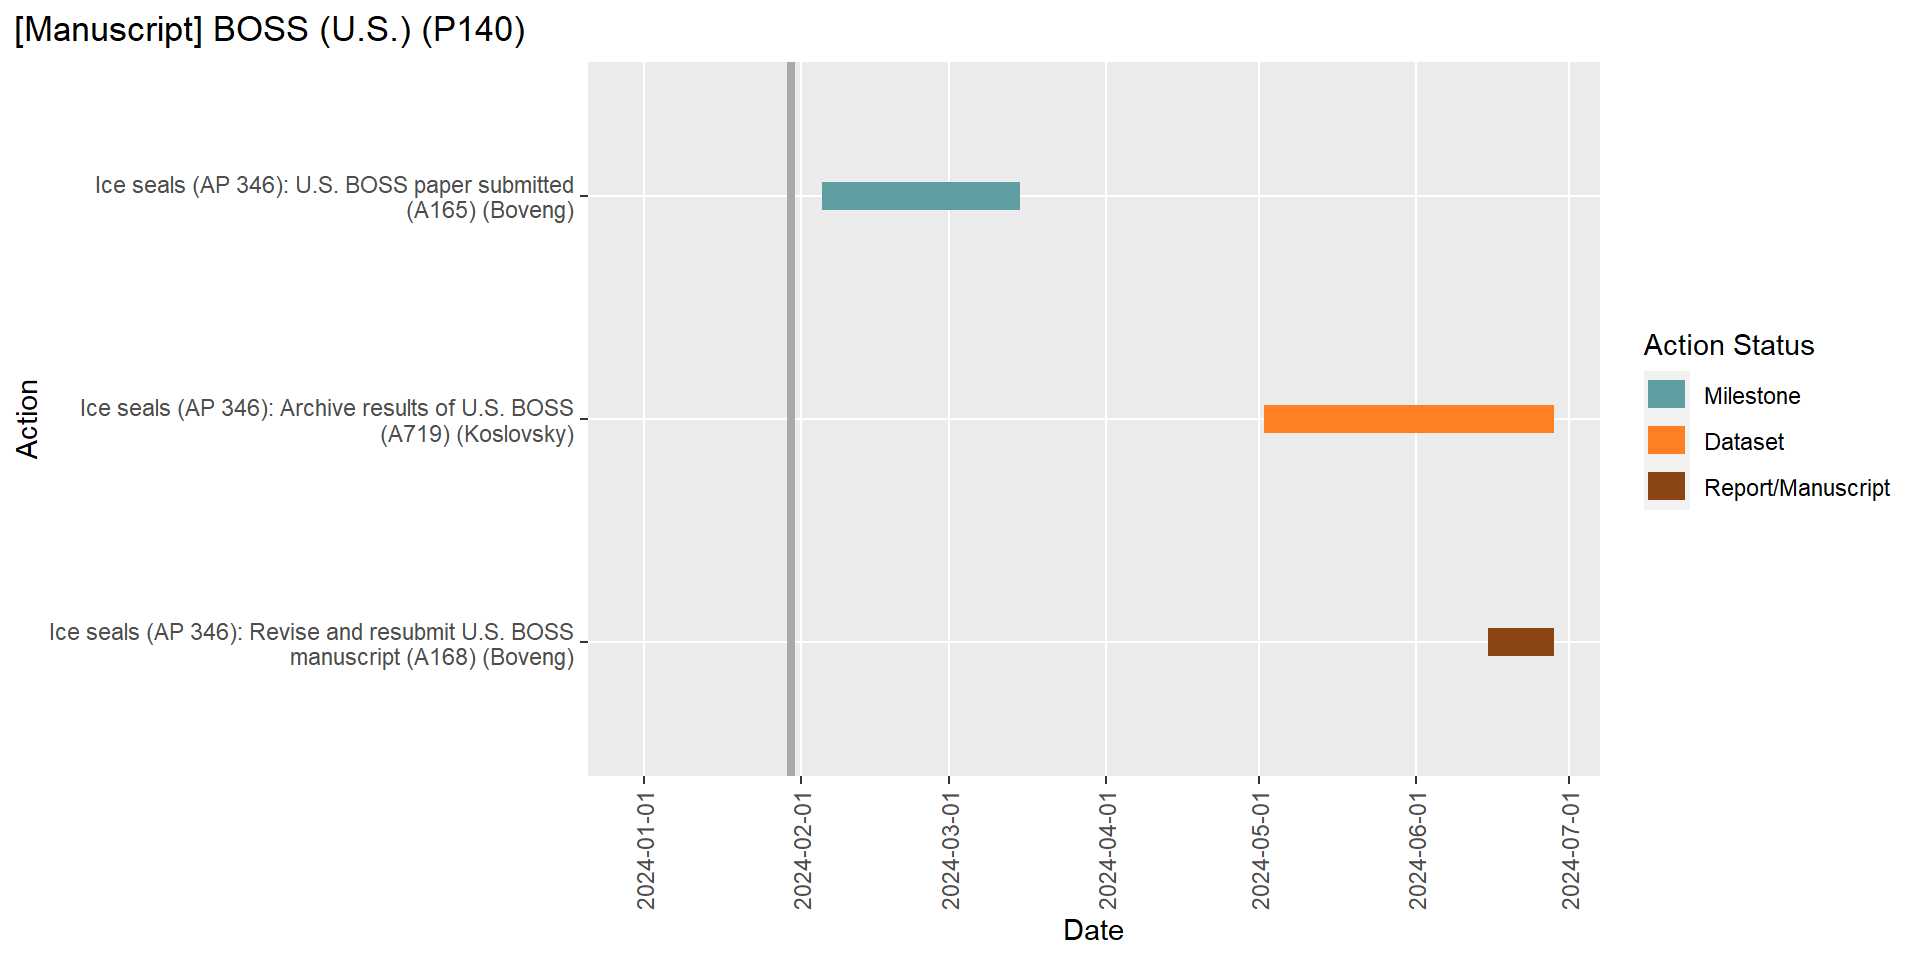 [Manuscript] BOSS (U.S.) (P140)
Action
Ice seals (AP 346): U.S. BOSS paper submitted
(A165) (Boveng)
Ice seals (AP 346): Archive results of U.S. BOSS
(A719) (Koslovsky)
Ice seals (AP 346): Revise and resubmit U.S. BOSS
manuscript (A168) (Boveng)
2024-01-01
2024-02-01
2024-03-01
2024-04-01
2024-05-01
2024-06-01
2024-07-01
Date
Action Status
Milestone
Dataset
Report/Manuscript